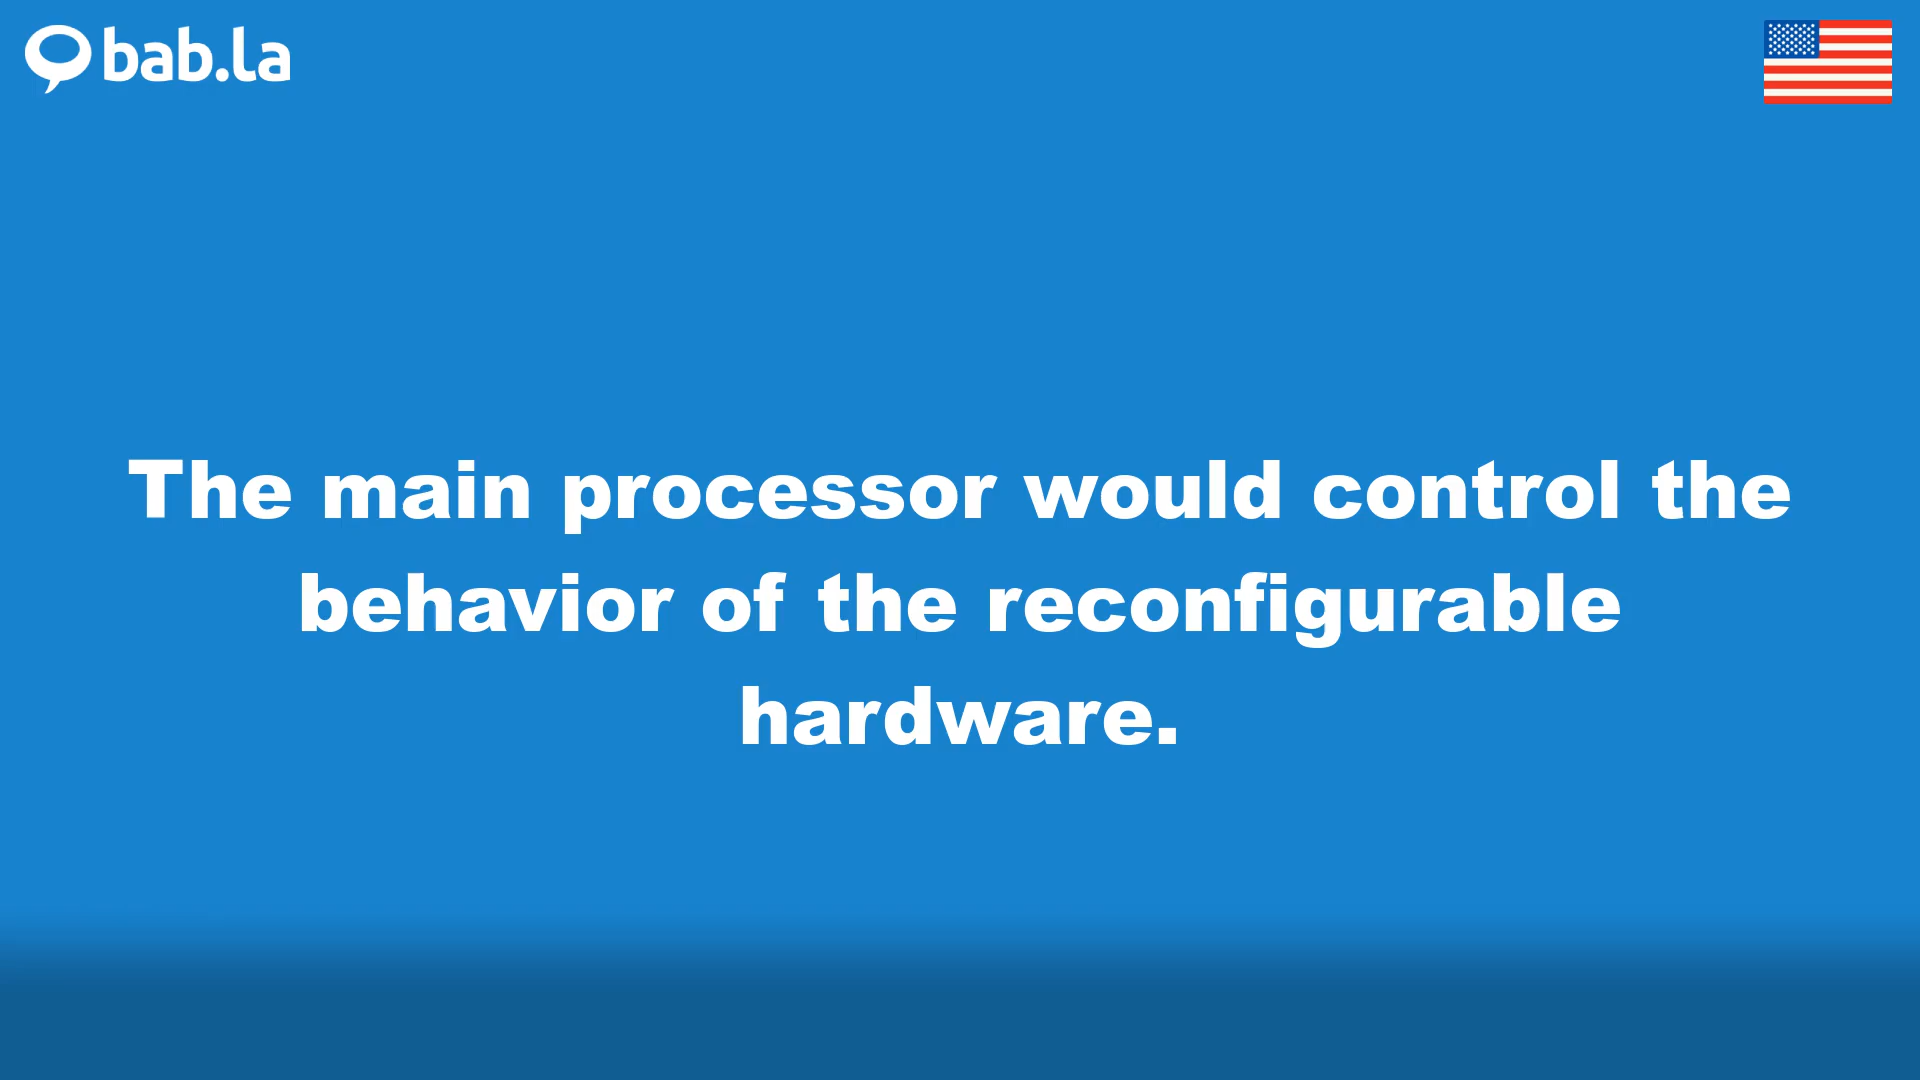 bab.la
The main processor would control the
behavior of the reconfigurable
hardware.